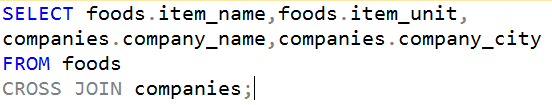 SELECT foods.item_name,foods.item_unit,
companies.company_name,companies.company_city
FROM foods
CROSS JOIN companies;